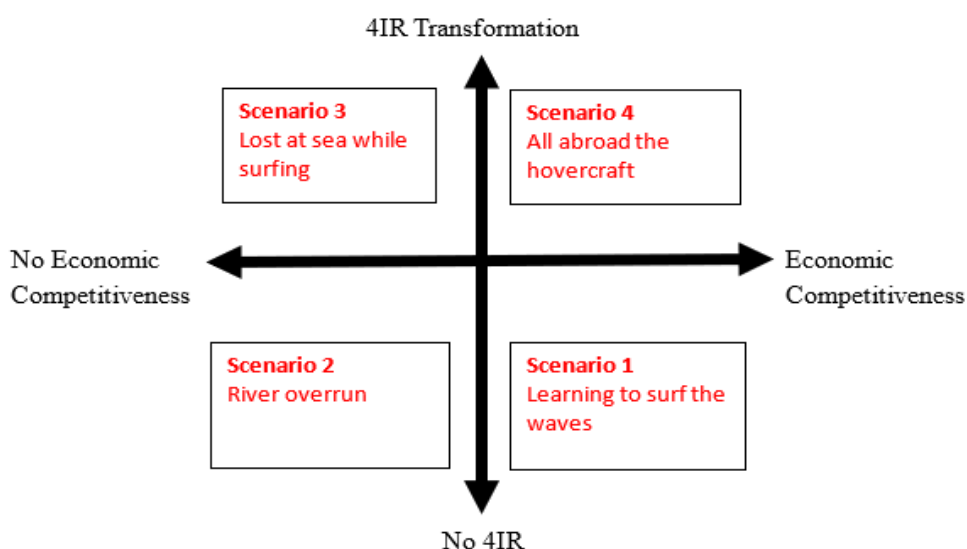 4IR Transformation
Scenario 3
Lost at sea while
surfing
Scenario 4
All abroad the
hovercraft
No Economic
Competitiveness
Economic
Competitiveness
Scenario 2
River overrun
Scenario 1
Learning to surf the
waves
No 4IR